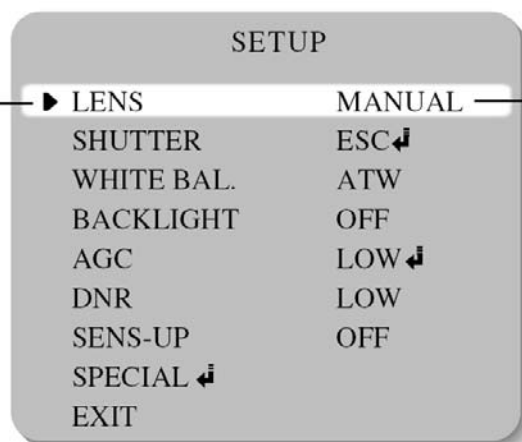 SETUP
LENS MANUAL
SHUTTER ESC↲
WHITE BAL. ATW
BACKLIGHT OFF
AGC LOW↲
DNR LOW
SENS-UP OFF
SPECIAL ↲
EXIT